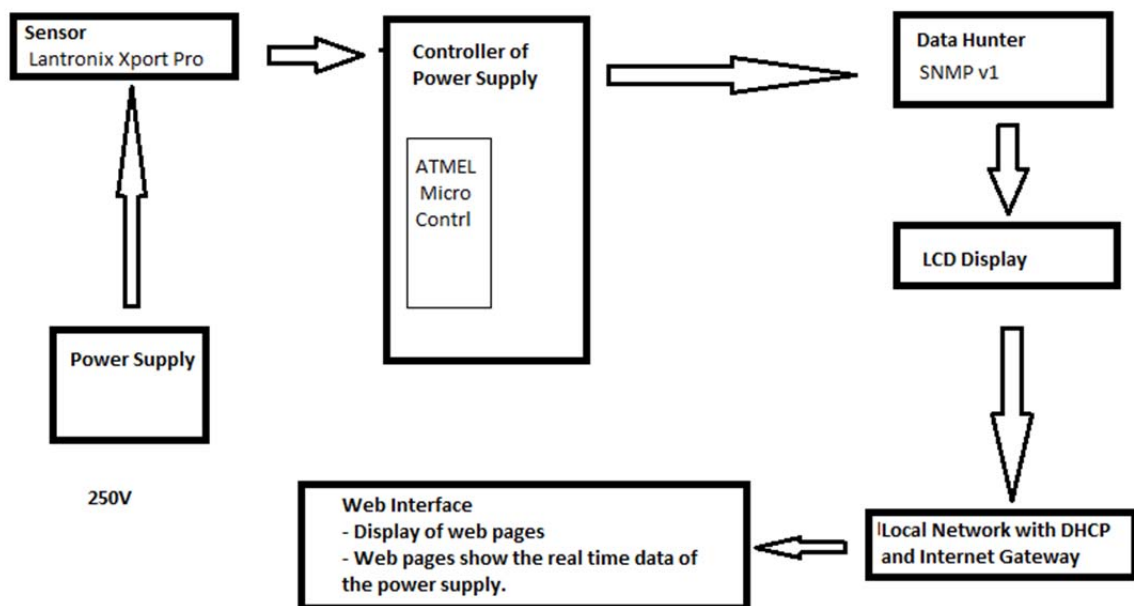 Sensor
Lantronix Xport Pro
Controller of
Power Supply
ATMEL
Micro
Contrl
Data Hunter
SNMP v1
LCD Display
Power Supply
250V
Local Network with DHCP
and Internet Gateway
Web Interface
- Display of web pages
- Web pages show the real time data of
the power supply.